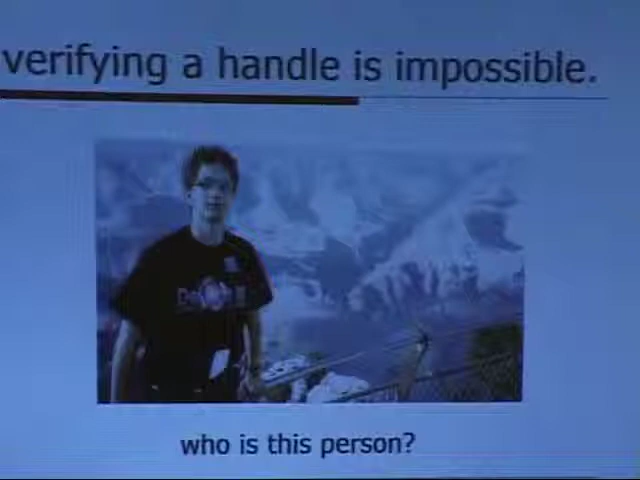 verifying a handle is impossible.
who is this person?